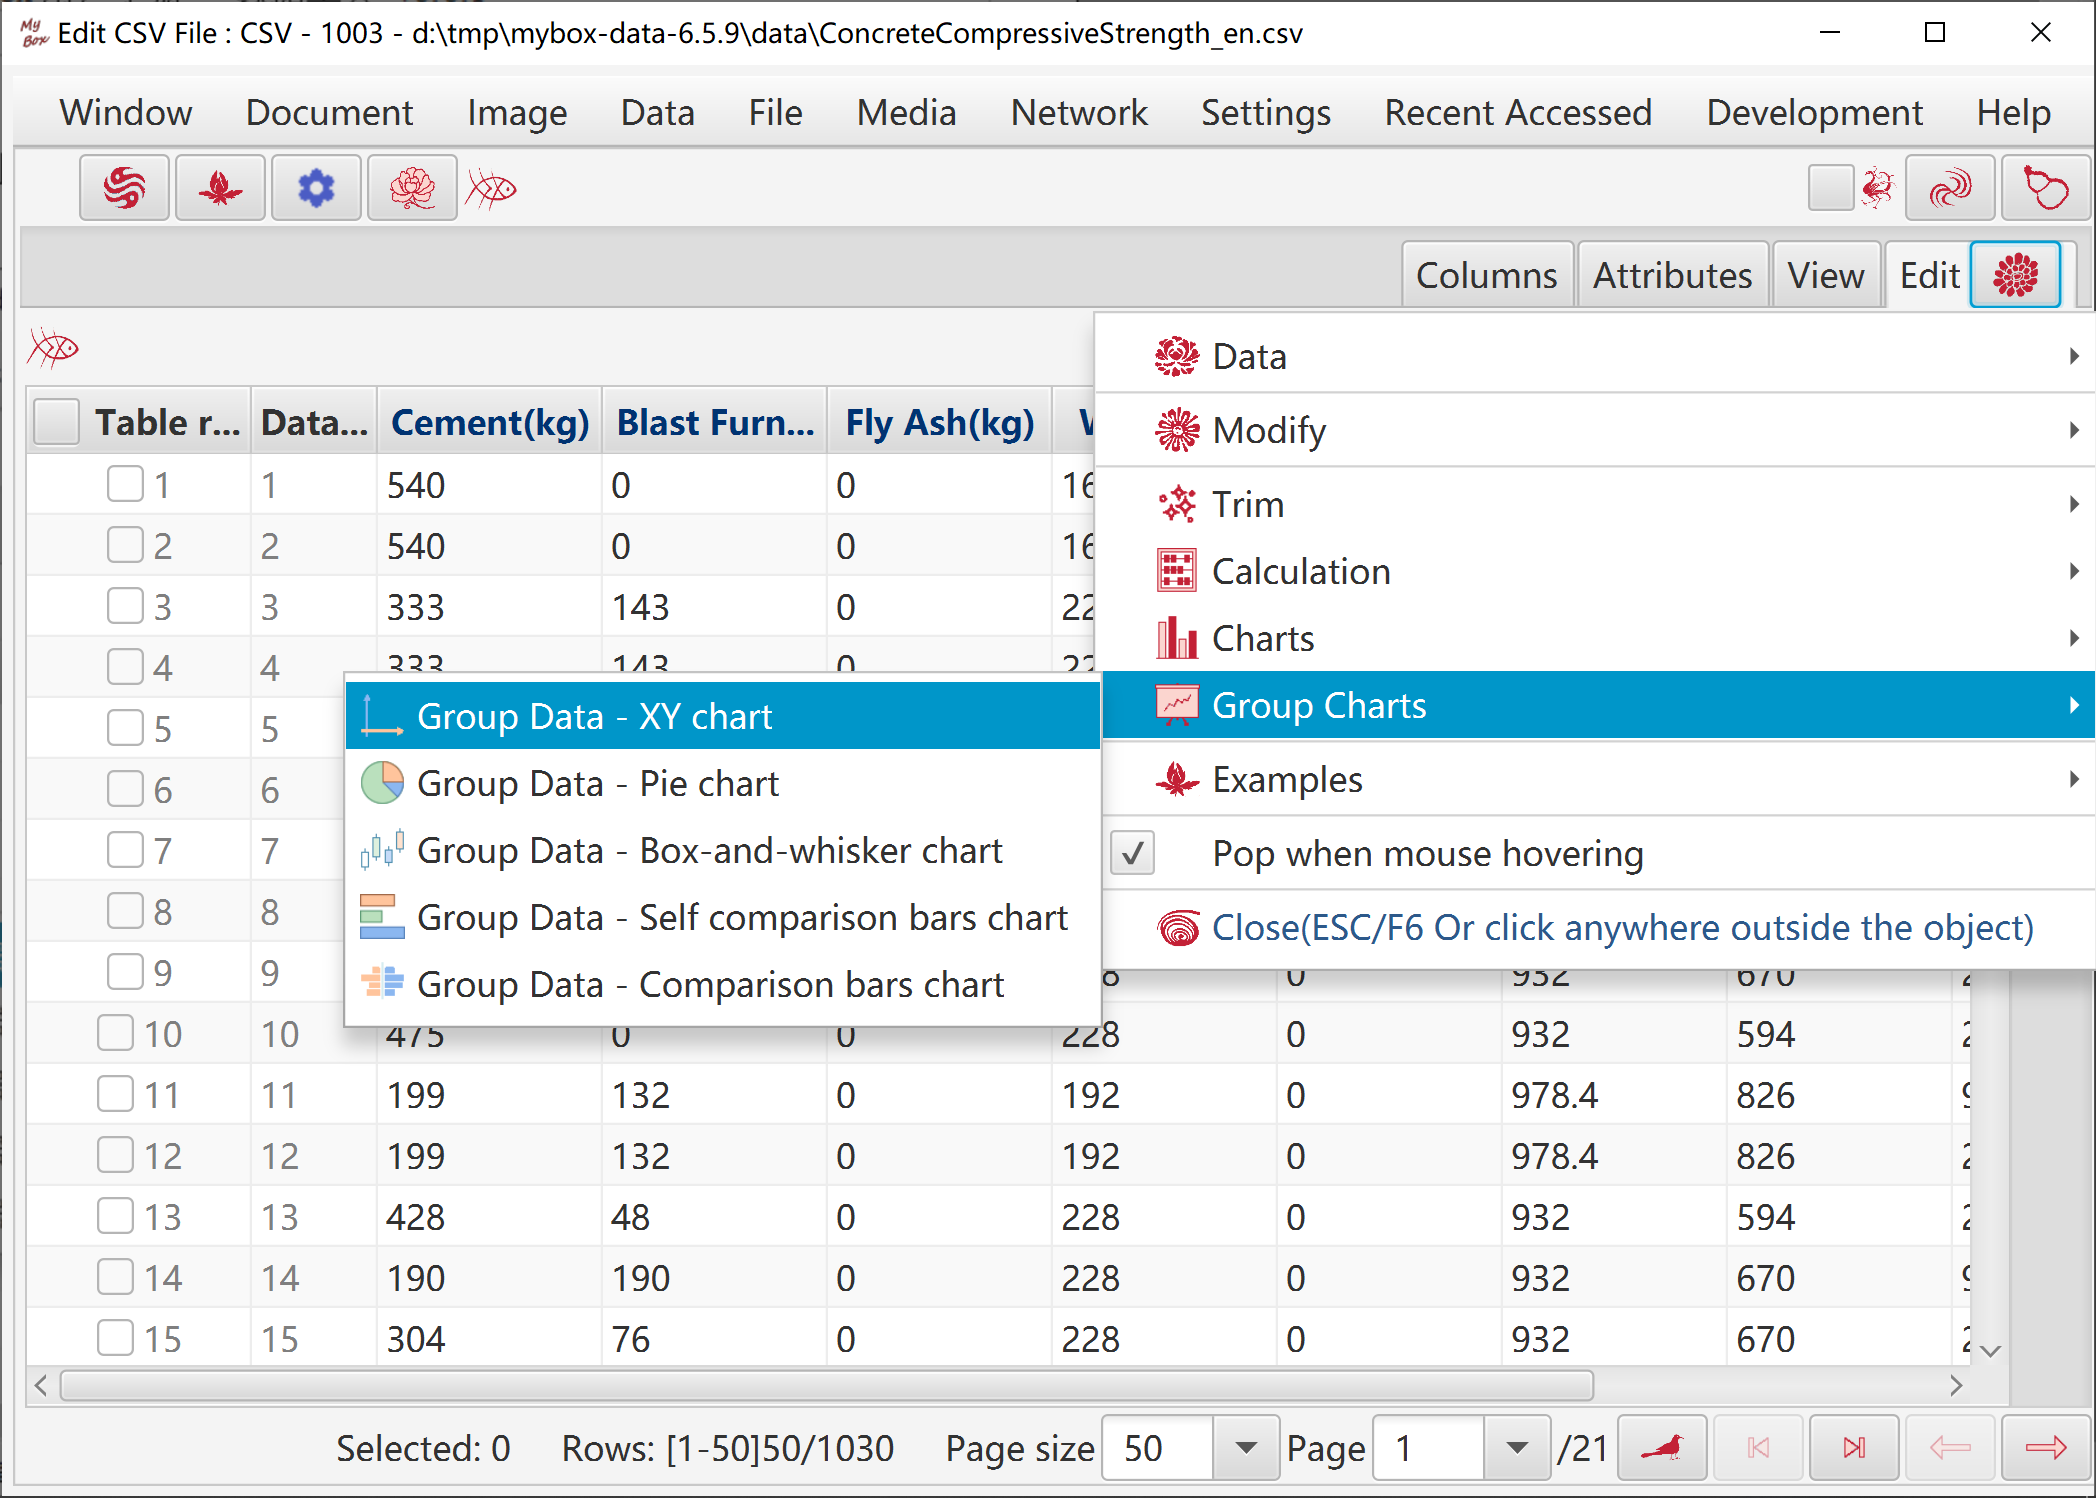 My Box Edit CSV File : CSV - 1003 - d:\tmp\mybox-data-6.5.9\data\ConcreteCompressiveStrength_en.csv
Window Document Image Data File Media Network Settings Recent Accessed Development Help
Columns Attributes View Edit
Data
Modify
Trim
Calculation
Charts
Group Charts
Examples
Pop when mouse hovering
Close(ESC/F6 Or click anywhere outside the object)
Group Data - XY chart
Group Data - Pie chart
Group Data - Box-and-whisker chart
Group Data - Self comparison bars chart
Group Data - Comparison bars chart
Table r... Data... Cement(kg) Blast Furn... Fly Ash(kg)
1 1 540 0 0 16
2 2 540 0 0 16
3 3 333 143 0 22
4 4 333 143 0 22
5 5
6 6
7 7
8 8
9 9 8 0 932 670
10 10 475 0 0 228 0 932 594
11 11 199 132 0 192 0 978.4 826
12 12 199 132 0 192 0 978.4 826
13 13 428 48 0 228 0 932 594
14 14 190 190 0 228 0 932 670
15 15 304 76 0 228 0 932 670
Selected: 0 Rows: [1-50]50/1030 Page size 50 Page 1 /21